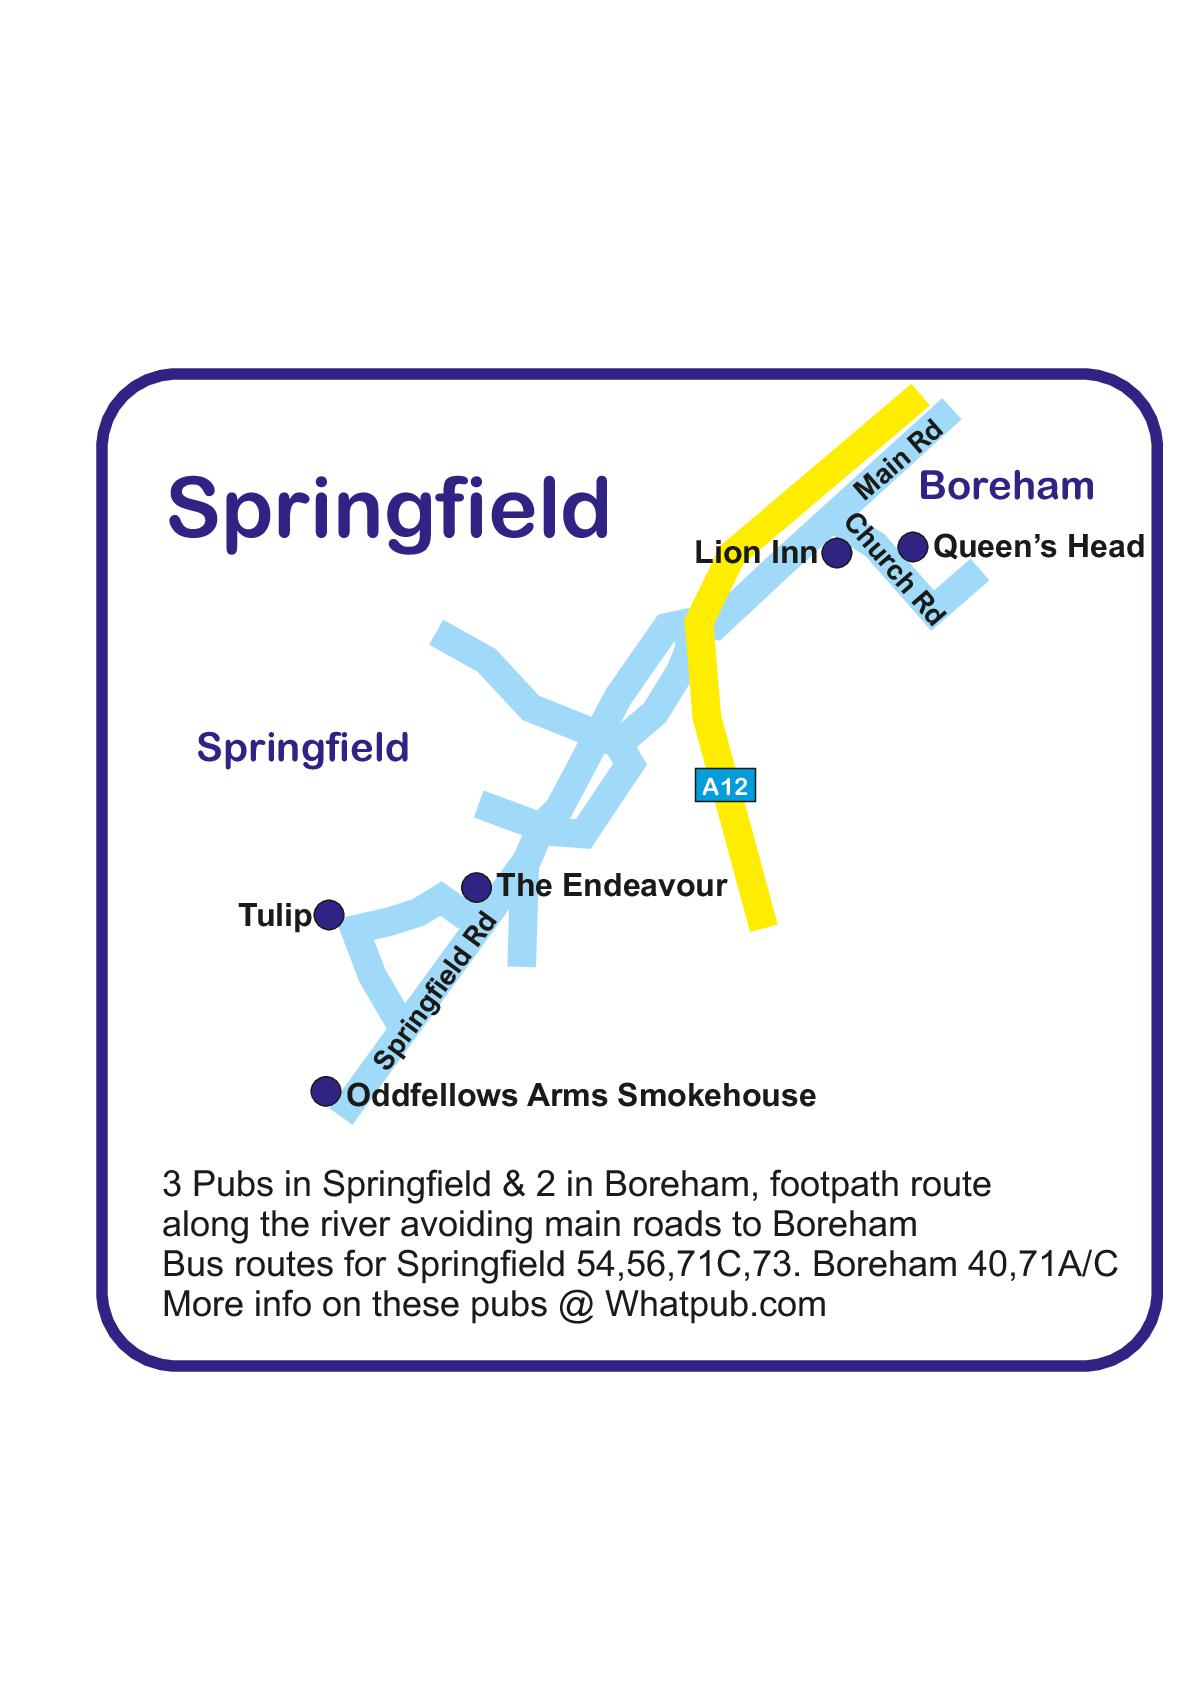 Springfield
Main Rd
Boreham
Church Rd
Lion Inn
Queen's Head
Springfield
A12
The Endeavour
Tulip
Springfield Rd
Oddfellows Arms Smokehouse
3 Pubs in Springfield & 2 in Boreham, footpath route
along the river avoiding main roads to Boreham
Bus routes for Springfield 54,56,71C,73. Boreham 40,71A/C
More info on these pubs @ Whatpub.com